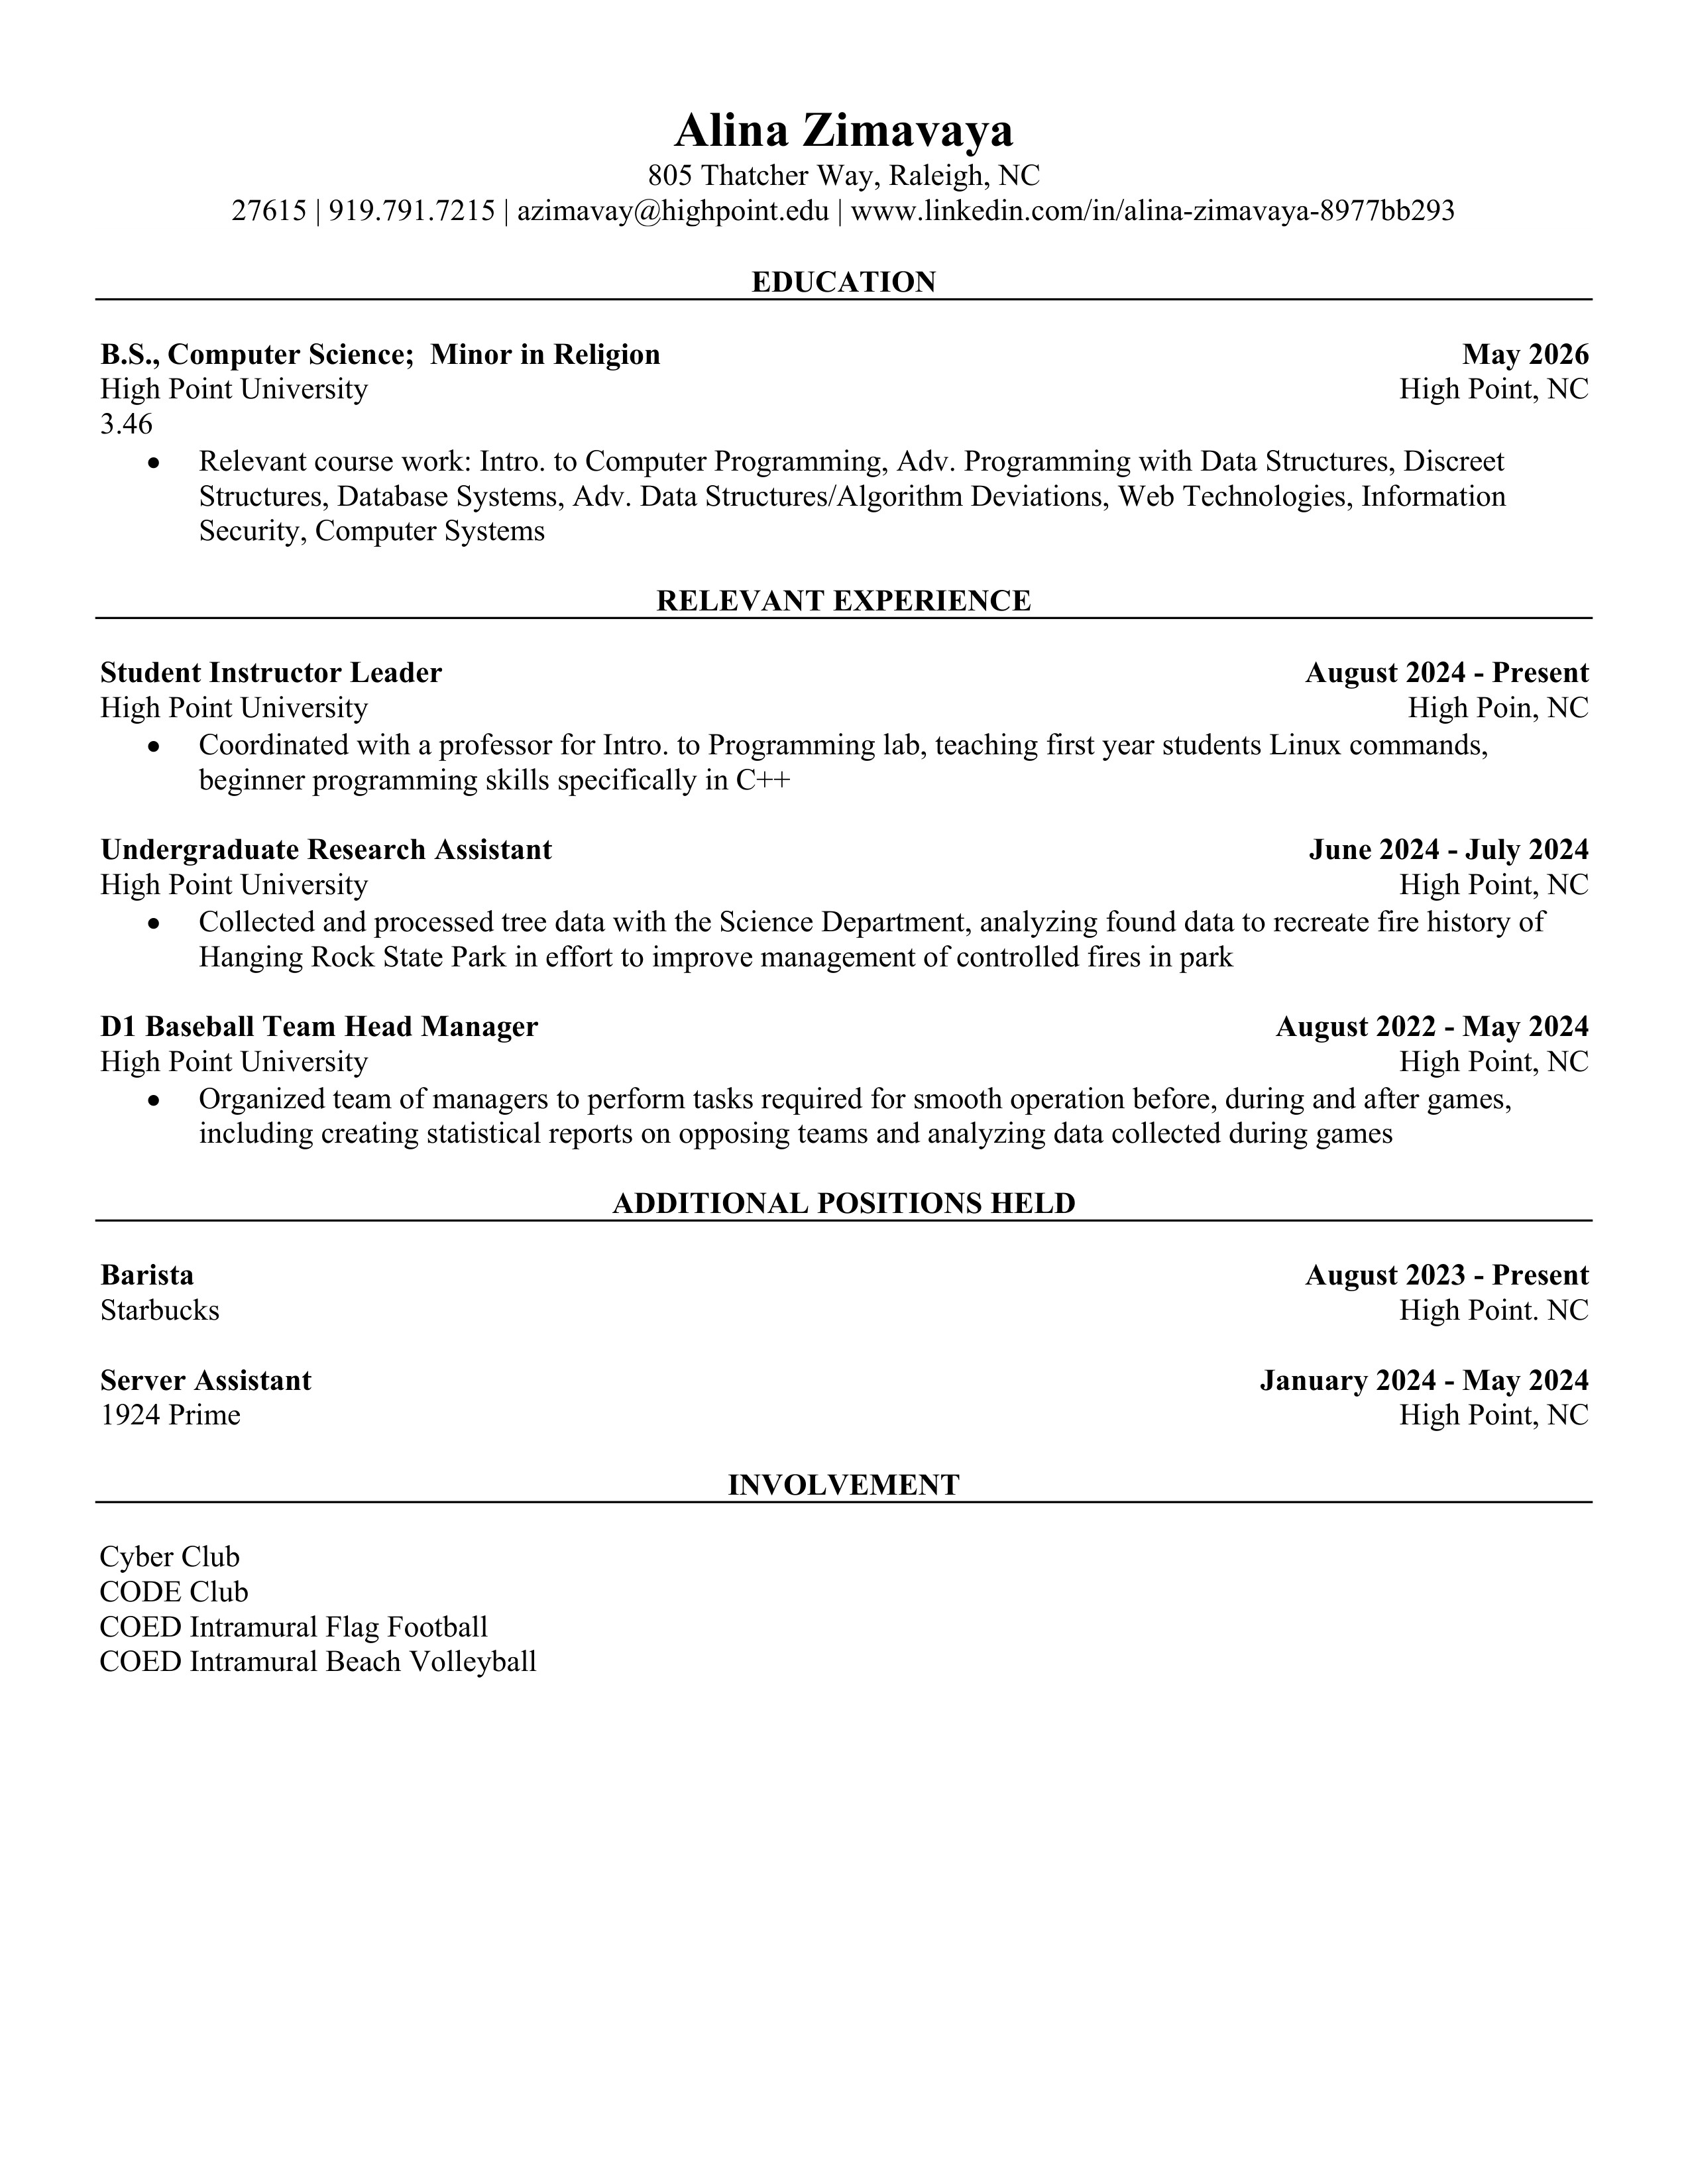 Alina Zimavaya
805 Thatcher Way, Raleigh, NC
27615 | 919.791.7215 | azimavay@highpoint.edu | www.linkedin.com/in/alina-zimavaya-8977bb293
EDUCATION
B.S., Computer Science;  Minor in Religion May 2026
High Point University High Point, NC
3.46
● Relevant course work: Intro. to Computer Programming, Adv. Programming with Data Structures, Discreet
Structures, Database Systems, Adv. Data Structures/Algorithm Deviations, Web Technologies, Information
Security, Computer Systems
RELEVANT EXPERIENCE
Student Instructor Leader August 2024 - Present
High Point University High Poin, NC
● Coordinated with a professor for Intro. to Programming lab, teaching first year students Linux commands,
beginner programming skills specifically in C++
Undergraduate Research Assistant June 2024 - July 2024
High Point University High Point, NC
● Collected and processed tree data with the Science Department, analyzing found data to recreate fire history of
Hanging Rock State Park in effort to improve management of controlled fires in park
D1 Baseball Team Head Manager August 2022 - May 2024
High Point University High Point, NC
● Organized team of managers to perform tasks required for smooth operation before, during and after games,
including creating statistical reports on opposing teams and analyzing data collected during games
ADDITIONAL POSITIONS HELD
Barista August 2023 - Present
Starbucks High Point. NC
Server Assistant January 2024 - May 2024
1924 Prime High Point, NC
INVOLVEMENT
Cyber Club
CODE Club
COED Intramural Flag Football
COED Intramural Beach Volleyball